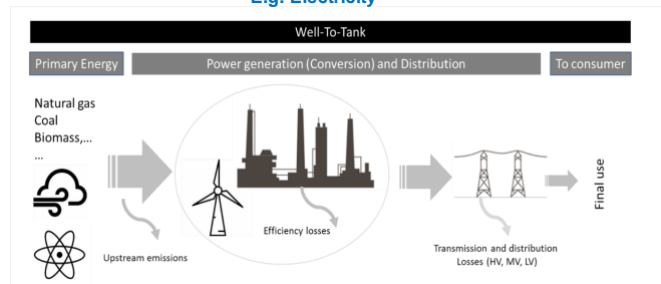 E.g. Electricity
Well-To-Tank
Primary Energy
Power generation (Conversion) and Distribution
To consumer
Natural gas
Coal
Biomass,...
...
Efficiency losses
Upstream emissions
Transmission and distribution
Losses (HV, MV, LV)
Final use